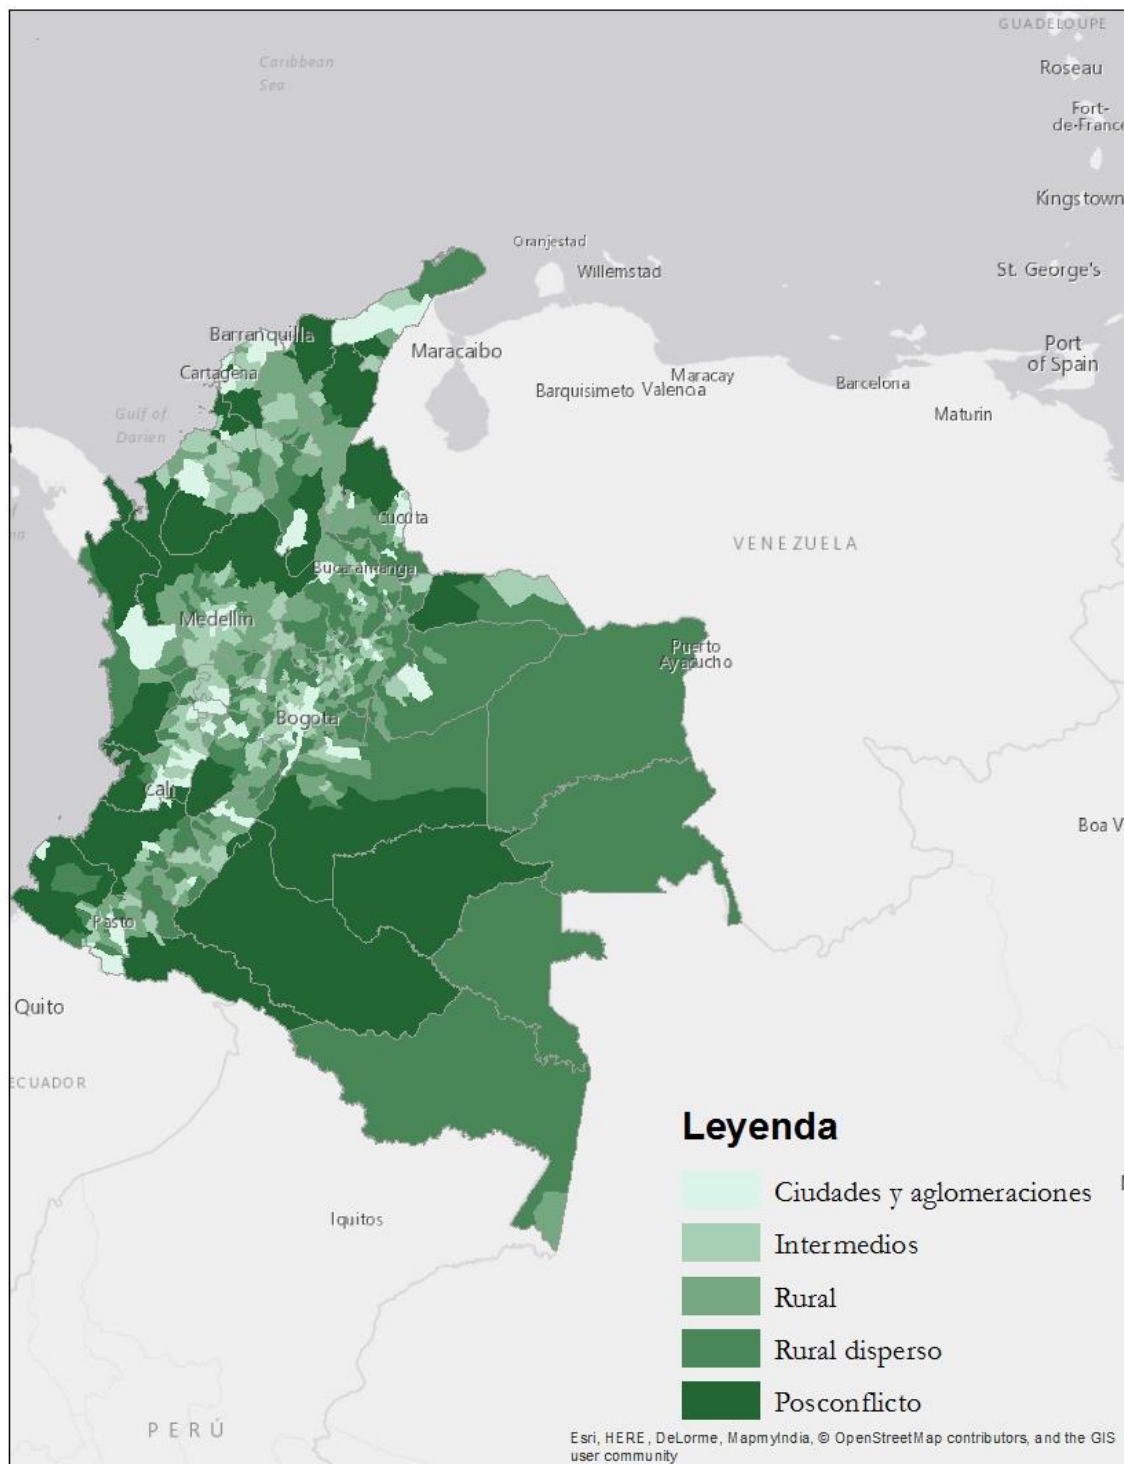 GUADELOUPE
Caribbean
Sea
Roseau
Fort-
de-France
Kingstown
Oranjestad
Willemstad
St. George's
Barranquilla
Maracaibo
Port
of Spain
Cartagena
Maracay
Barquisimeto
Valencia
Barcelona
Maturin
Gulf of
Darien
Cucuta
VENEZUELA
Bucaramanga
Medellin
Puerto
Ayacucho
Bogota
Cali
Boa V
Pasto
Quito
ECUADOR
Leyenda
Ciudades y aglomeraciones
Iquitos
Intermedios
Rural
Rural disperso
Posconflicto
PERÚ
Esri, HERE, DeLorme, MapmyIndia, © OpenStreetMap contributors, and the GIS
user community